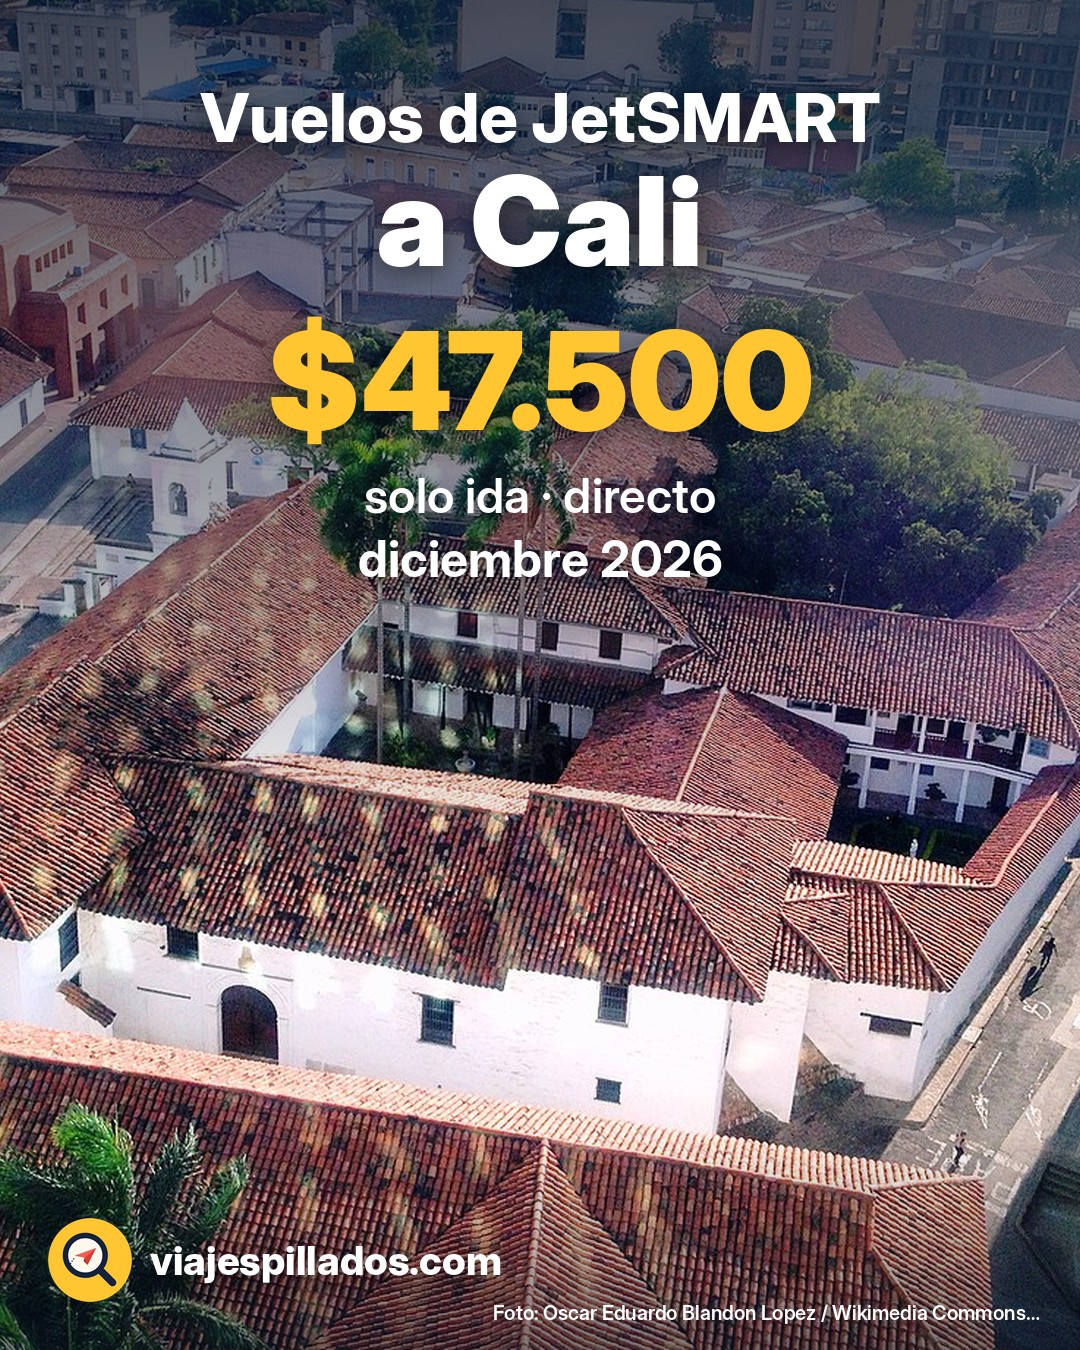 Vuelos de JetSMART
a Cali
$47.500
solo ida · directo
diciembre 2026
viajespillados.com
Foto: Oscar Eduardo Blandon Lopez / Wikimedia Commons...